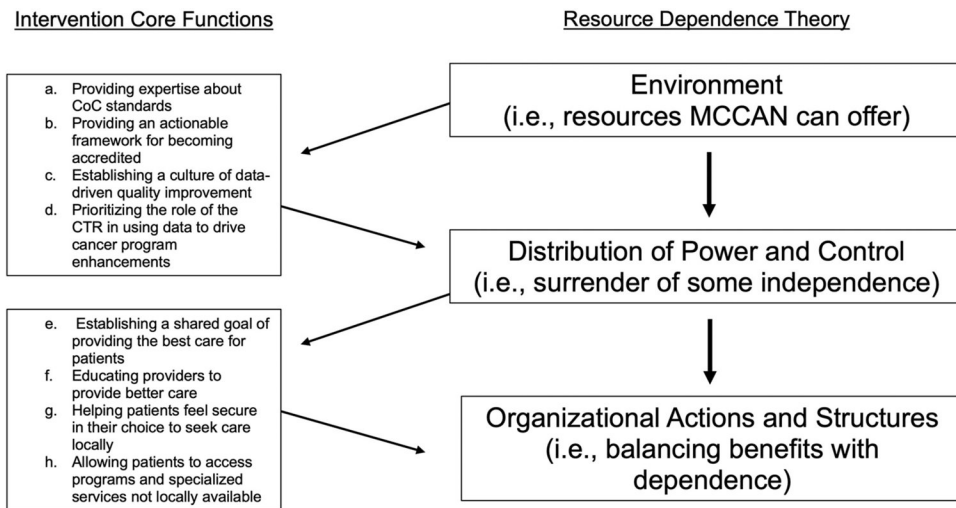 Intervention Core Functions
Resource Dependence Theory
a. Providing expertise about
CoC standards
b. Providing an actionable
framework for becoming
accredited
c. Establishing a culture of data-
driven quality improvement
d. Prioritizing the role of the
CTR in using data to drive
cancer program
enhancements
Environment
(i.e., resources MCCAN can offer)
Distribution of Power and Control
(i.e., surrender of some independence)
e. Establishing a shared goal of
providing the best care for
patients
f. Educating providers to
provide better care
g. Helping patients feel secure
in their choice to seek care
locally
h. Allowing patients to access
programs and specialized
services not locally available
Organizational Actions and Structures
(i.e., balancing benefits with
dependence)